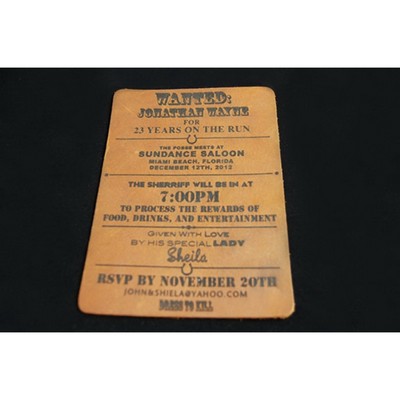 WANTED:
JONATHAN WAYNE
FOR
23 YEARS ON THE RUN
THE POSSE MEETS AT
SUNDANCE SALOON
MIAMI BEACH, FLORIDA
DECEMBER 12TH, 2012
THE SHERRIFF WILL BE IN AT
7:00PM
TO PROCESS THE REWARDS OF
FOOD, DRINKS, AND ENTERTAINMENT
GIVEN WITH LOVE
BY HIS SPECIAL LADY
Sheila
RSVP BY NOVEMBER 20TH
JOHN&SHIELA@YAHOO.COM
DRESS TO KILL